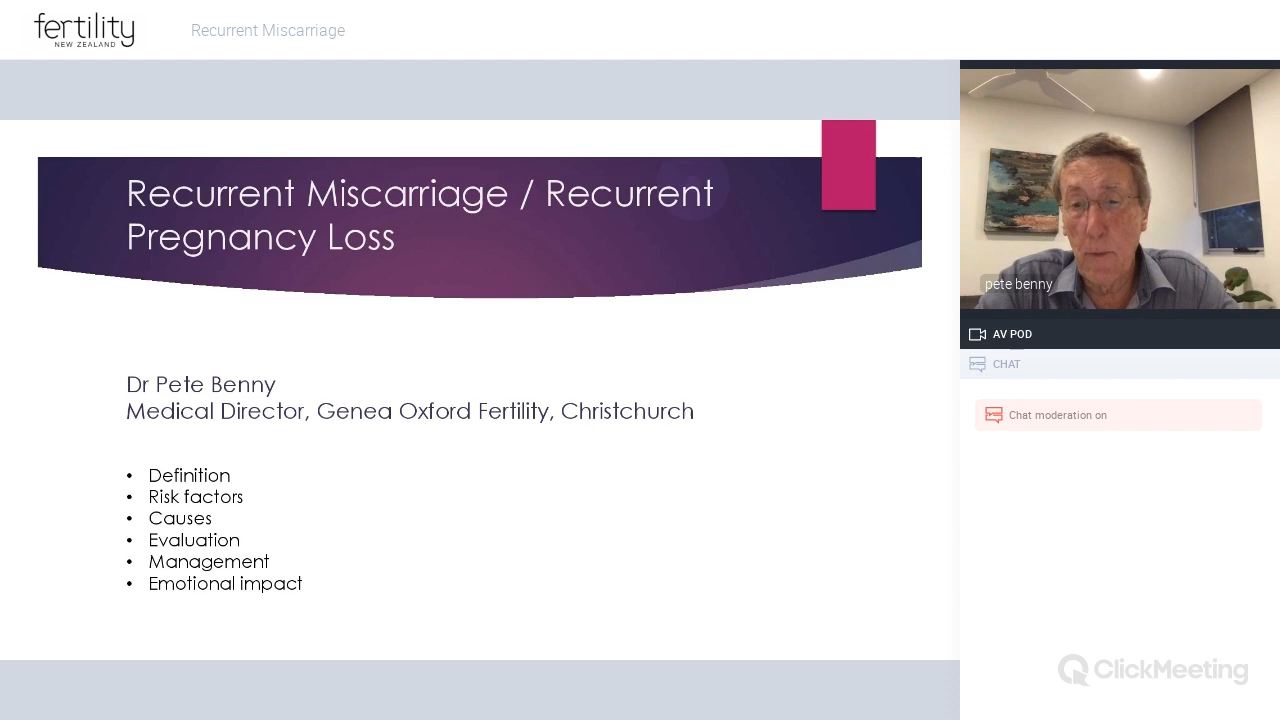 fertility
NEW ZEALAND
Recurrent Miscarriage
Recurrent Miscarriage / Recurrent
Pregnancy Loss
Dr Pete Benny
Medical Director, Genea Oxford Fertility, Christchurch
• Definition
• Risk factors
• Causes
• Evaluation
• Management
• Emotional impact
pete benny
AV POD
CHAT
Chat moderation on
ClickMeeting